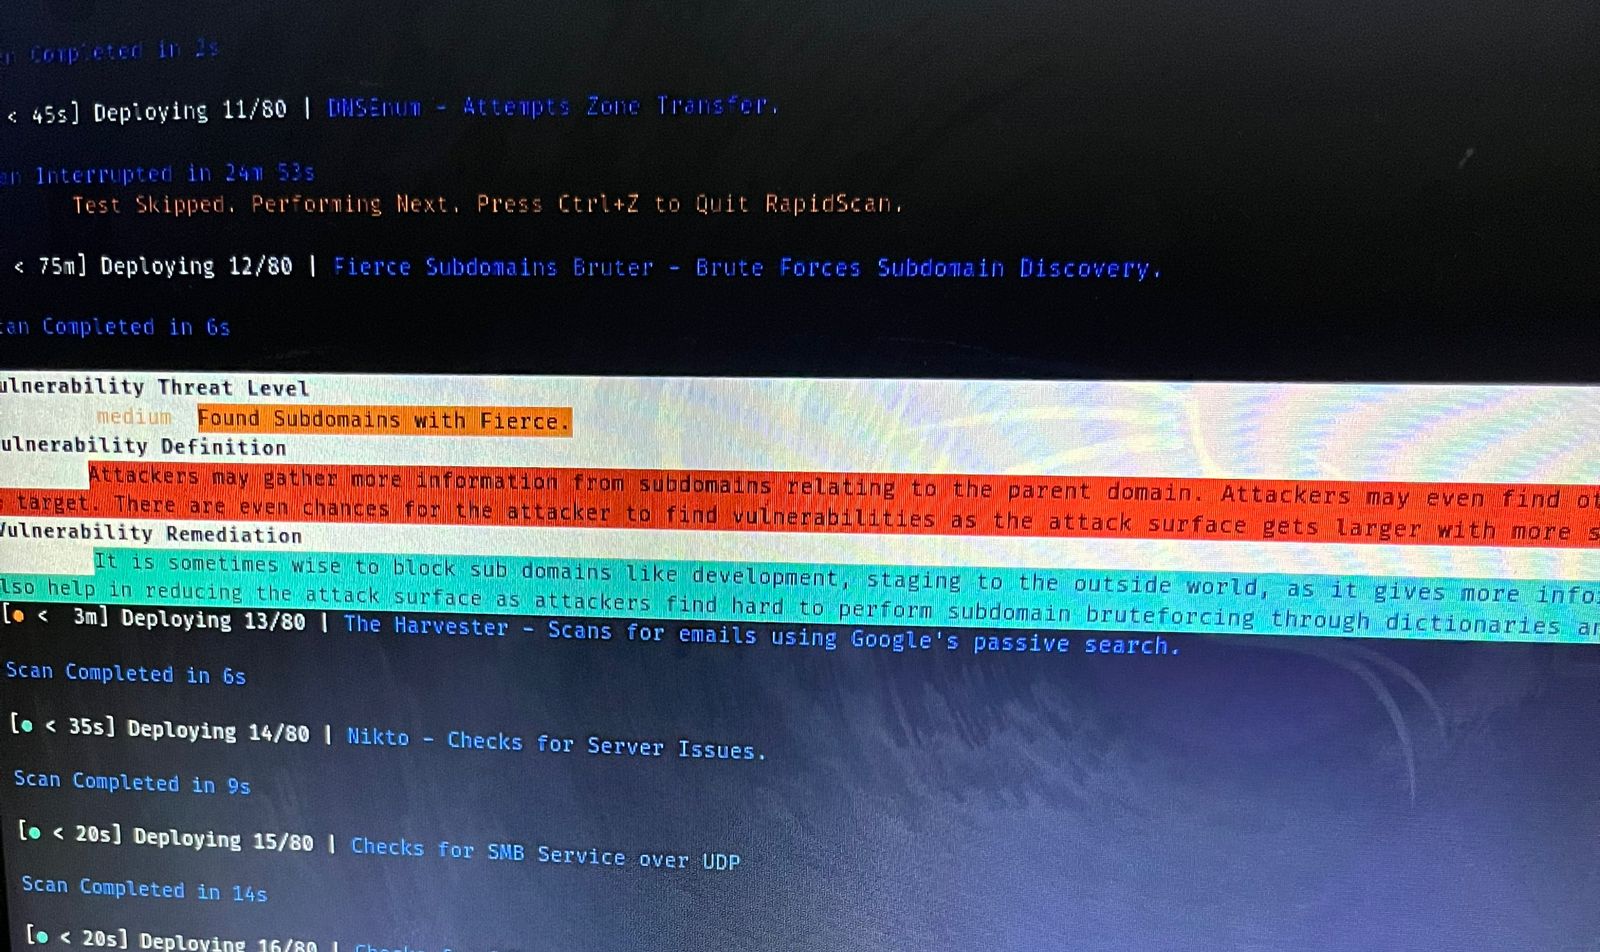 Completed in 2s
< 45s] Deploying 11/80 | DNSEnum - Attempts Zone Transfer.
an Interrupted in 24m 53s
Test Skipped. Performing Next. Press Ctrl+Z to Quit RapidScan.
< 75m] Deploying 12/80 | Fierce Subdomains Bruter - Brute Forces Subdomain Discovery.
can Completed in 6s
ulnerability Threat Level
medium Found Subdomains with Fierce.
ulnerability Definition
Attackers may gather more information from subdomains relating to the parent domain. Attackers may even find ot
target. There are even chances for the attacker to find vulnerabilities as the attack surface gets larger with more s
Vulnerability Remediation
It is sometimes wise to block sub domains like development, staging to the outside world, as it gives more infor
lso help in reducing the attack surface as attackers find hard to perform subdomain bruteforcing through dictionaries an
[● < 3m] Deploying 13/80 | The Harvester - Scans for emails using Google's passive search.
Scan Completed in 6s
[● < 35s] Deploying 14/80 | Nikto - Checks for Server Issues.
Scan Completed in 9s
[● < 20s] Deploying 15/80 | Checks for SMB Service over UDP
Scan Completed in 14s
[● < 20s] Deploying 16/80 | Checks